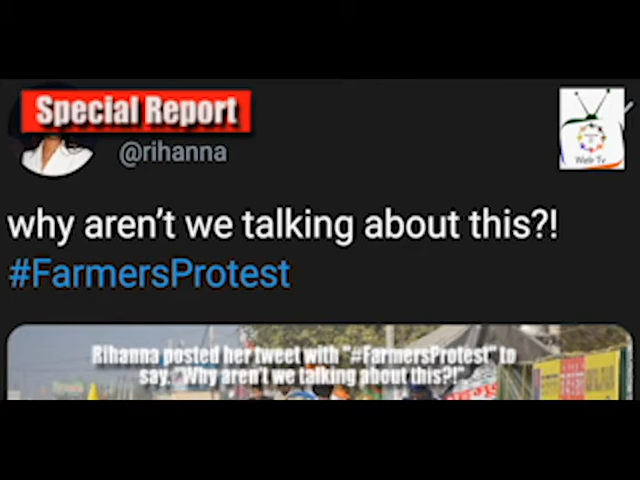 Special Report
Web Tv
@rihanna
why aren't we talking about this?!
#FarmersProtest
Rihanna posted her tweet with "#FarmersProtest" to
say. "Why aren't we talking about this?!"